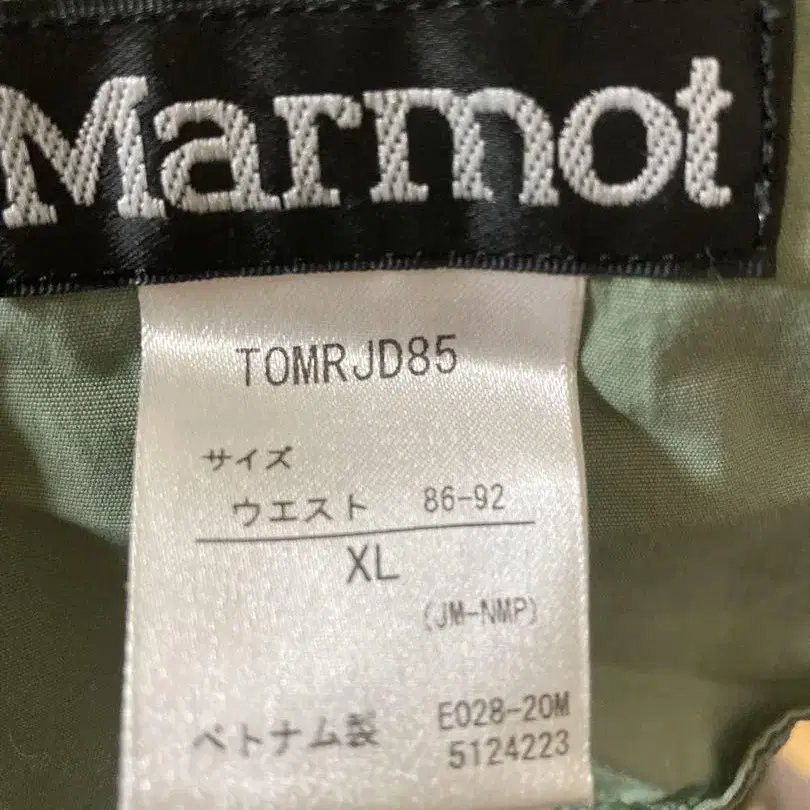 Marmot
TOMRJD85
サイズ
ウエスト 86-92
XL
(JM-NMP)
ベトナム製 E028-20M
5124223